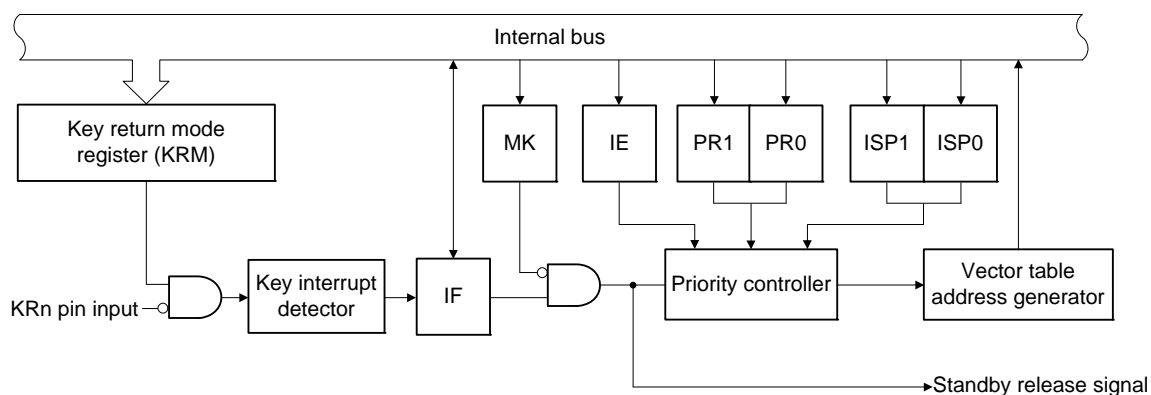 Internal bus
Key return mode
register (KRM)
MK
IE
PR1
PR0
ISP1
ISP0
KRn pin input
Key interrupt
detector
IF
Priority controller
Vector table
address generator
Standby release signal